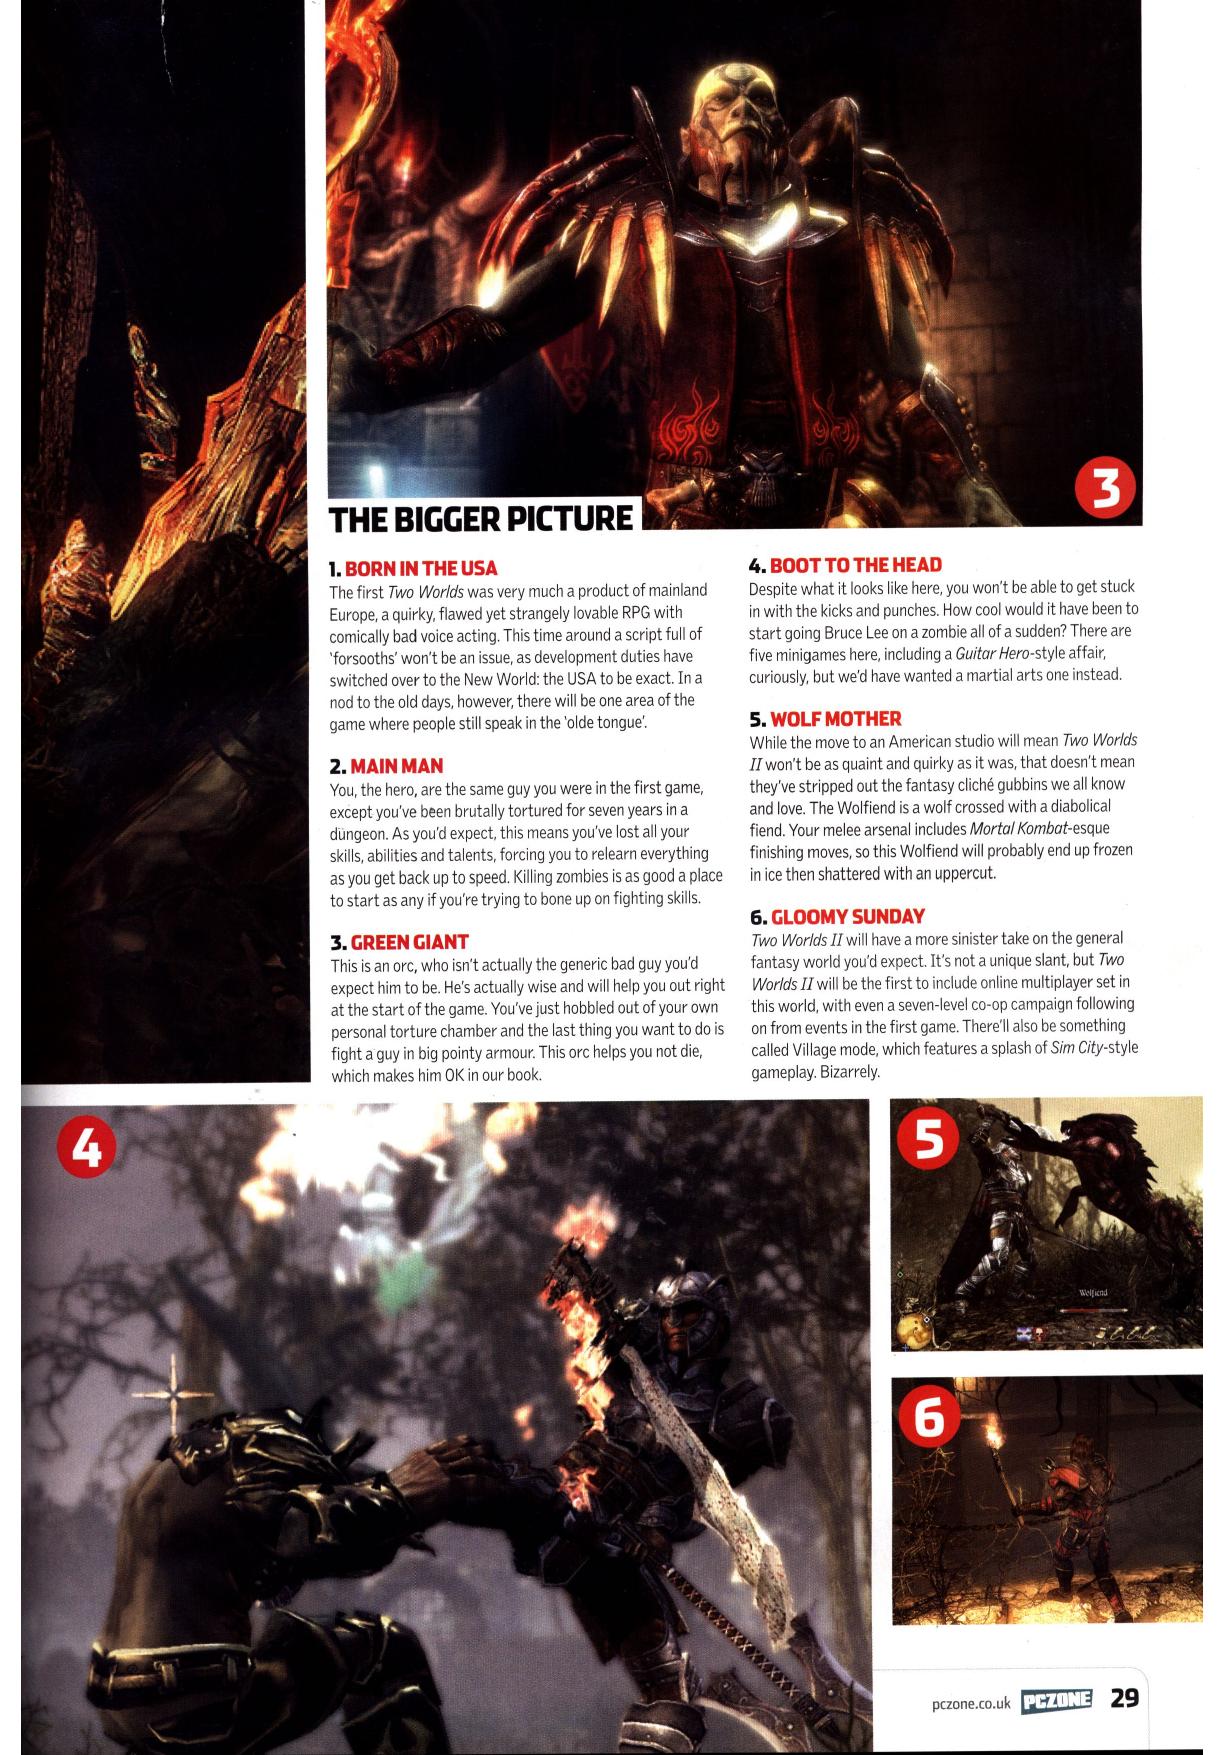 3
THE BIGGER PICTURE
1. BORN IN THE USA
The first Two Worlds was very much a product of mainland
Europe, a quirky, flawed yet strangely lovable RPG with
comically bad voice acting. This time around a script full of
'forsooths' won't be an issue, as development duties have
switched over to the New World: the USA to be exact. In a
nod to the old days, however, there will be one area of the
game where people still speak in the 'olde tongue'.
2. MAIN MAN
You, the hero, are the same guy you were in the first game,
except you've been brutally tortured for seven years in a
dungeon. As you'd expect, this means you've lost all your
skills, abilities and talents, forcing you to relearn everything
as you get back up to speed. Killing zombies is as good a place
to start as any if you're trying to bone up on fighting skills.
3. GREEN GIANT
This is an orc, who isn't actually the generic bad guy you'd
expect him to be. He's actually wise and will help you out right
at the start of the game. You've just hobbled out of your own
personal torture chamber and the last thing you want to do is
fight a guy in big pointy armour. This orc helps you not die,
which makes him OK in our book.
4. BOOT TO THE HEAD
Despite what it looks like here, you won't be able to get stuck
in with the kicks and punches. How cool would it have been to
start going Bruce Lee on a zombie all of a sudden? There are
five minigames here, including a Guitar Hero-style affair,
curiously, but we'd have wanted a martial arts one instead.
5. WOLF MOTHER
While the move to an American studio will mean Two Worlds
II won't be as quaint and quirky as it was, that doesn't mean
they've stripped out the fantasy cliché gubbins we all know
and love. The Wolfiend is a wolf crossed with a diabolical
fiend. Your melee arsenal includes Mortal Kombat-esque
finishing moves, so this Wolfiend will probably end up frozen
in ice then shattered with an uppercut.
6. GLOOMY SUNDAY
Two Worlds II will have a more sinister take on the general
fantasy world you'd expect. It's not a unique slant, but Two
Worlds II will be the first to include online multiplayer set in
this world, with even a seven-level co-op campaign following
on from events in the first game. There'll also be something
called Village mode, which features a splash of Sim City-style
gameplay. Bizarrely.
4
5
Wolfiend
6
pczone.co.uk PCZONE 29